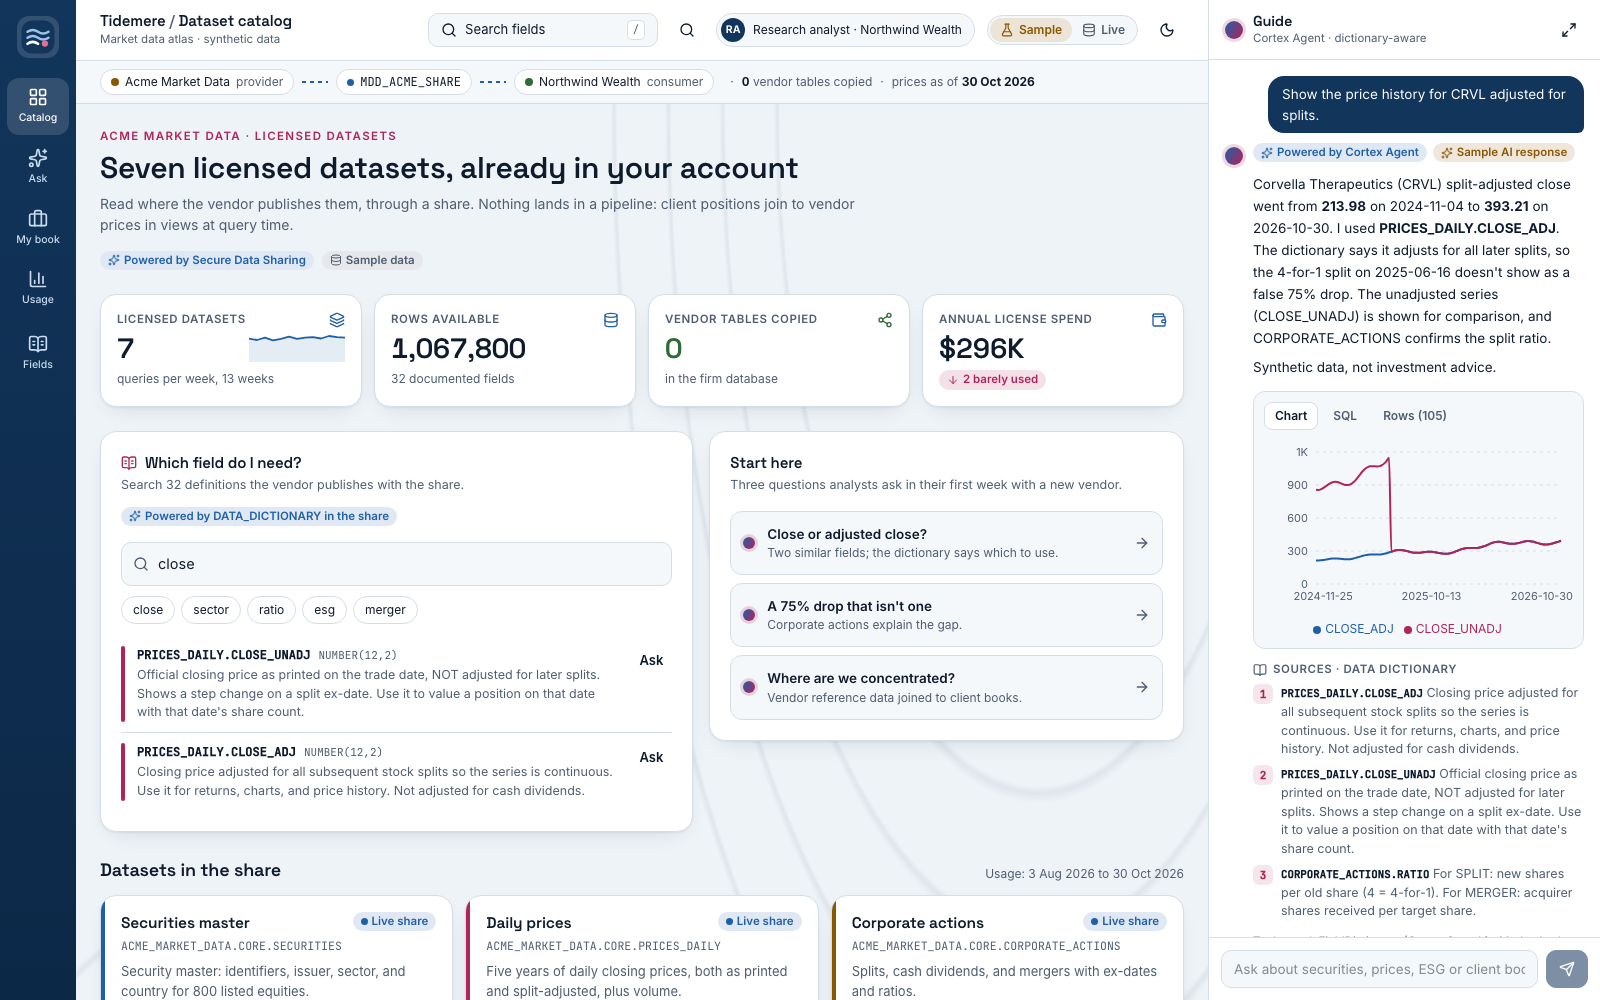 Catalog
Ask
My book
Usage
Fields
Tidemere / Dataset catalog
Market data atlas · synthetic data
Search fields
/
RA
Research analyst · Northwind Wealth
Sample
Live
Acme Market Data provider
MDD_ACME_SHARE
Northwind Wealth consumer
· 0 vendor tables copied · prices as of 30 Oct 2026
ACME MARKET DATA · LICENSED DATASETS
Seven licensed datasets, already in your account
Read where the vendor publishes them, through a share. Nothing lands in a pipeline: client positions join to vendor
prices in views at query time.
Powered by Secure Data Sharing
Sample data
LICENSED DATASETS
7
queries per week, 13 weeks
ROWS AVAILABLE
1,067,800
32 documented fields
VENDOR TABLES COPIED
0
in the firm database
ANNUAL LICENSE SPEND
$296K
2 barely used
Which field do I need?
Search 32 definitions the vendor publishes with the share.
Powered by DATA_DICTIONARY in the share
close
close
sector
ratio
esg
merger
PRICES_DAILY.CLOSE_UNADJ NUMBER(12,2)
Official closing price as printed on the trade date, NOT adjusted for later splits.
Shows a step change on a split ex-date. Use it to value a position on that date
with that date's share count.
Ask
PRICES_DAILY.CLOSE_ADJ NUMBER(12,2)
Closing price adjusted for all subsequent stock splits so the series is continuous.
Use it for returns, charts, and price history. Not adjusted for cash dividends.
Ask
Start here
Three questions analysts ask in their first week with a new vendor.
Close or adjusted close?
Two similar fields; the dictionary says which to use.
A 75% drop that isn't one
Corporate actions explain the gap.
Where are we concentrated?
Vendor reference data joined to client books.
Datasets in the share
Usage: 3 Aug 2026 to 30 Oct 2026
Securities master
Live share
ACME_MARKET_DATA.CORE.SECURITIES
Security master: identifiers, issuer, sector, and
country for 800 listed equities.
Daily prices
Live share
ACME_MARKET_DATA.CORE.PRICES_DAILY
Five years of daily closing prices, both as printed
and split-adjusted, plus volume.
Corporate actions
Live share
ACME_MARKET_DATA.CORE.CORPORATE_ACTIONS
Splits, cash dividends, and mergers with ex-dates
and ratios.
Guide
Cortex Agent · dictionary-aware
Show the price history for CRVL adjusted for
splits.
Powered by Cortex Agent
Sample AI response
Corvella Therapeutics (CRVL) split-adjusted close
went from 213.98 on 2024-11-04 to 393.21 on
2026-10-30. I used PRICES_DAILY.CLOSE_ADJ.
The dictionary says it adjusts for all later splits, so
the 4-for-1 split on 2025-06-16 doesn't show as a
false 75% drop. The unadjusted series
(CLOSE_UNADJ) is shown for comparison, and
CORPORATE_ACTIONS confirms the split ratio.
Synthetic data, not investment advice.
Chart
SQL
Rows (105)
1K
900
600
300
0
2024-11-25
2025-10-13
2026-10-30
CLOSE_ADJ
CLOSE_UNADJ
SOURCES · DATA DICTIONARY
1 PRICES_DAILY.CLOSE_ADJ Closing price adjusted for
all subsequent stock splits so the series is
continuous. Use it for returns, charts, and price
history. Not adjusted for cash dividends.
2 PRICES_DAILY.CLOSE_UNADJ Official closing price as
printed on the trade date, NOT adjusted for later
splits. Shows a step change on a split ex-date. Use
it to value a position on that date with that date's
share count.
3 CORPORATE_ACTIONS.RATIO For SPLIT: new shares
per old share (4 = 4-for-1). For MERGER: acquirer
shares received per target share.
Ask about securities, prices, ESG or client boo